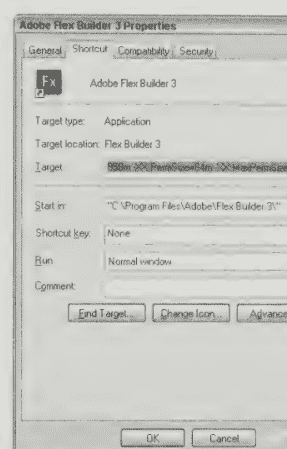 Adobe Flex Builder 3 Properties
General Shortcut Compatibility Security
Fx Adobe Flex Builder 3
Target type: Application
Target location: Flex Builder 3
Target
Start in: "C:\Program Files\Adobe\Flex Builder 3\"
Shortcut key: None
Run Normal window
Comment:
Find Target... Change Icon... Advance
OK Cancel